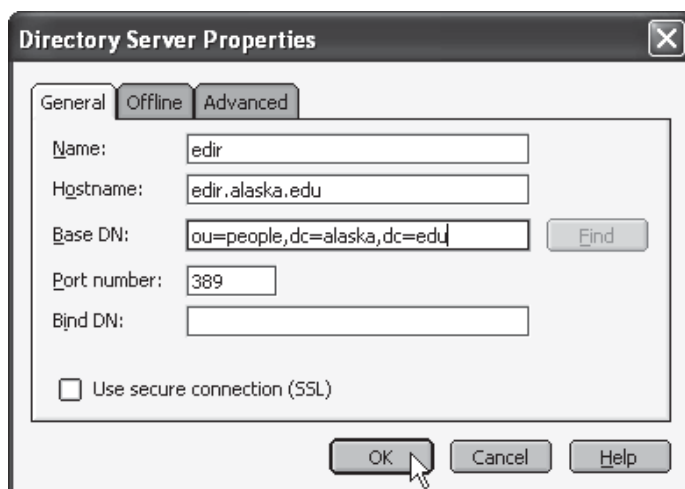 Directory Server Properties
General Offline Advanced
Name: edir
Hostname: edir.alaska.edu
Base DN: ou=people,dc=alaska,dc=edu Find
Port number: 389
Bind DN:
Use secure connection (SSL)
OK Cancel Help